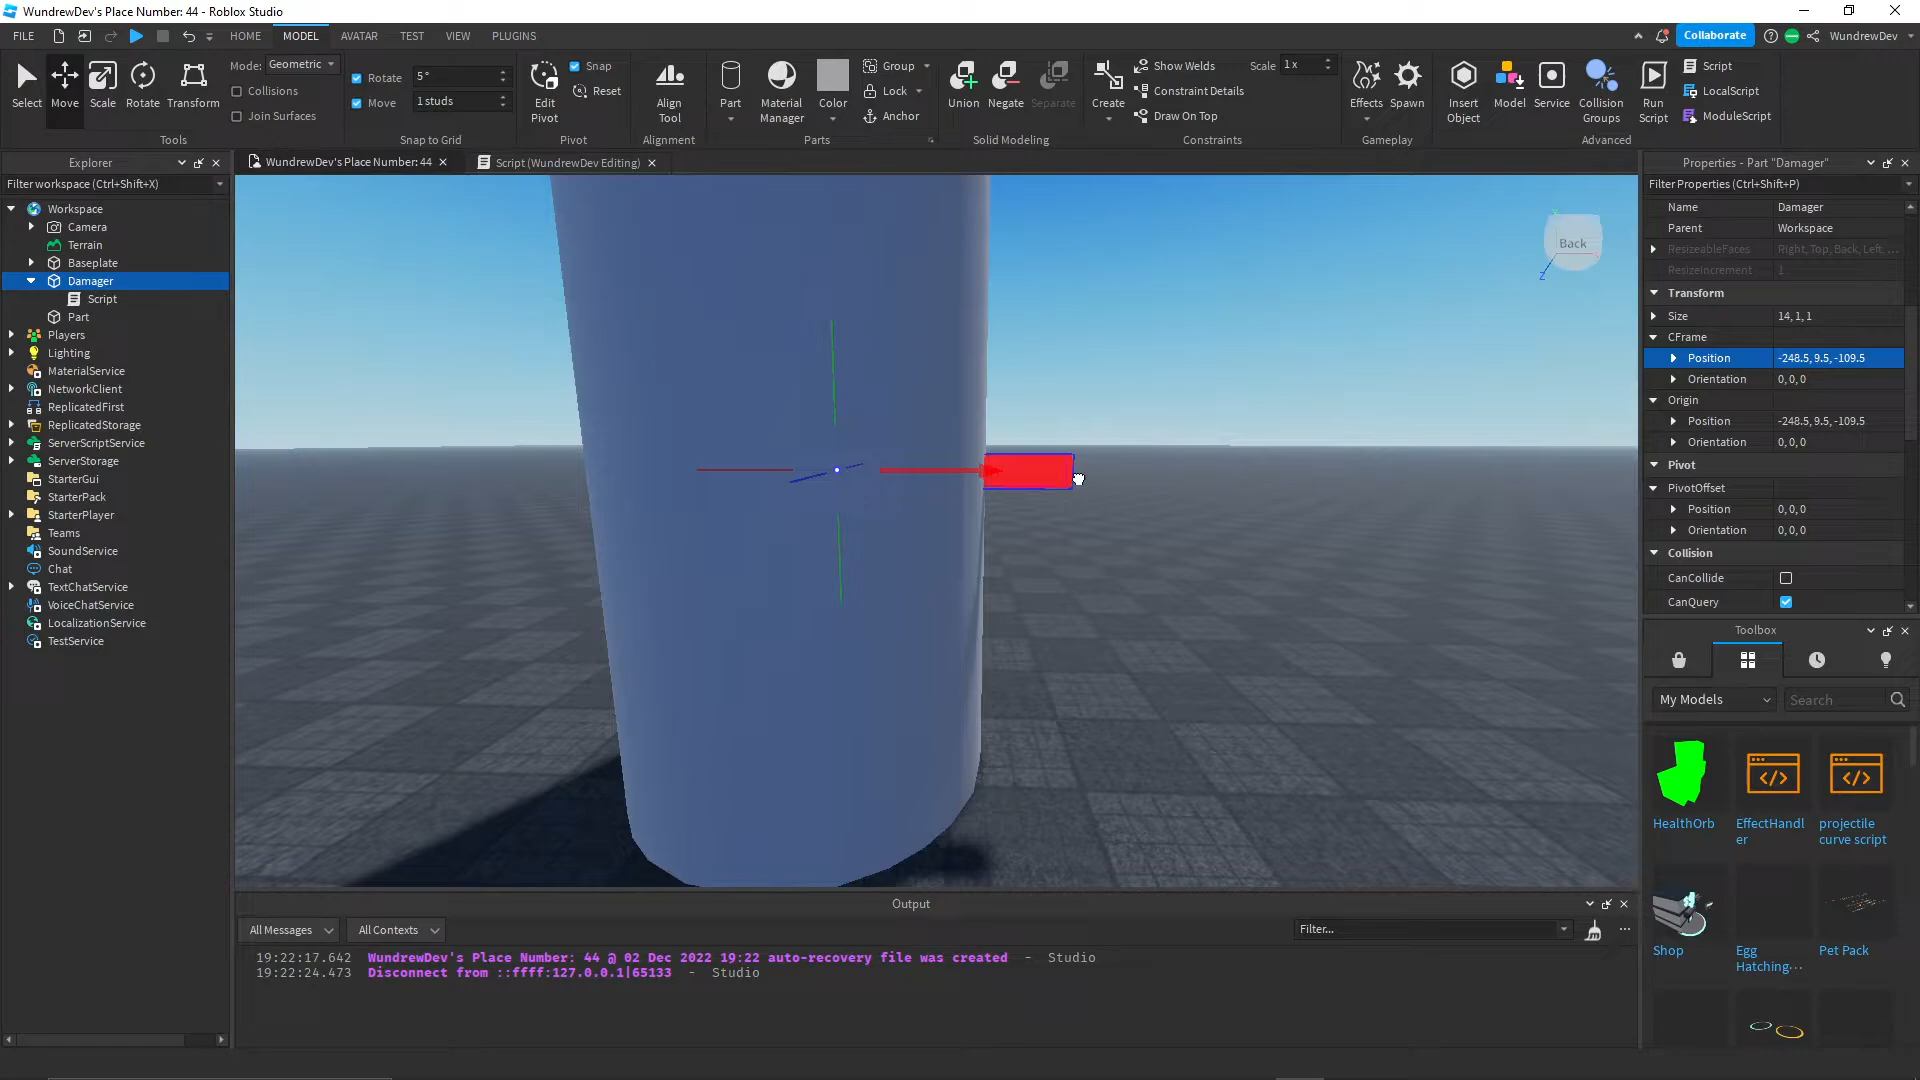 WundrewDev's Place Number: 44 - Roblox Studio
FILE
HOME
MODEL
AVATAR
TEST
VIEW
PLUGINS
Collaborate
WundrewDev
Select
Move
Scale
Rotate
Transform
Tools
Mode:
Geometric
Collisions
Join Surfaces
Rotate
5°
Move
1 studs
Snap to Grid
Edit
Pivot
Snap
Reset
Pivot
Align
Tool
Alignment
Part
Material
Manager
Color
Group
Lock
Anchor
Parts
Union
Negate
Separate
Solid Modeling
Create
Show Welds
Constraint Details
Draw On Top
Scale
1 x
Constraints
Effects
Spawn
Gameplay
Insert
Object
Model
Service
Collision
Groups
Run
Script
Script
LocalScript
ModuleScript
Advanced
Explorer
Filter workspace (Ctrl+Shift+X)
Workspace
Camera
Terrain
Baseplate
Damager
Script
Part
Players
Lighting
MaterialService
NetworkClient
ReplicatedFirst
ReplicatedStorage
ServerScriptService
ServerStorage
StarterGui
StarterPack
StarterPlayer
Teams
SoundService
Chat
TextChatService
VoiceChatService
LocalizationService
TestService
WundrewDev's Place Number: 44
Script (WundrewDev Editing)
Back
Z
Output
All Messages
All Contexts
Filter...
19:22:17.642 WundrewDev's Place Number: 44 @ 02 Dec 2022 19:22 auto-recovery file was created - Studio
19:22:24.473 Disconnect from ::ffff:127.0.0.1|65133 - Studio
Properties - Part "Damager"
Filter Properties (Ctrl+Shift+P)
Name Damager
Parent Workspace
ResizeableFaces Right, Top, Back, Left, ...
ResizeIncrement 1
Transform
Size 14, 1, 1
CFrame
Position -248.5, 9.5, -109.5
Orientation 0, 0, 0
Origin
Position -248.5, 9.5, -109.5
Orientation 0, 0, 0
Pivot
PivotOffset
Position 0, 0, 0
Orientation 0, 0, 0
Collision
CanCollide
CanQuery
Toolbox
My Models
Search
HealthOrb
EffectHandl
er
projectile
curve script
Shop
Egg
Hatching...
Pet Pack